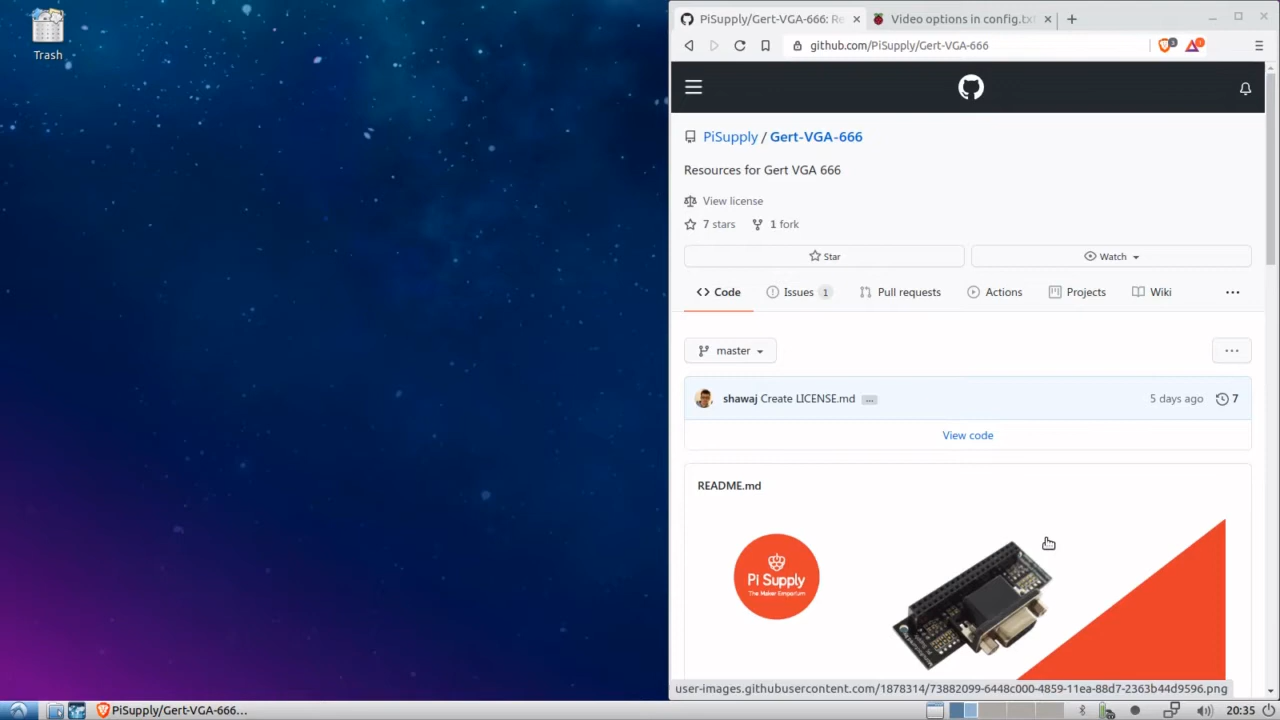 Trash
PiSupply/Gert-VGA-666: Re
Video options in config.txt
github.com/PiSupply/Gert-VGA-666
3
1
PiSupply / Gert-VGA-666
Resources for Gert VGA 666
View license
7 stars 1 fork
Star
Watch
Code
Issues 1
Pull requests
Actions
Projects
Wiki
master
shawaj Create LICENSE.md ...
5 days ago
7
View code
README.md
Pi Supply
The Maker Emporium
user-images.githubusercontent.com/1878314/73882099-6448c000-4859-11ea-88d7-2363b44d9596.png
PiSupply/Gert-VGA-666...
20:35